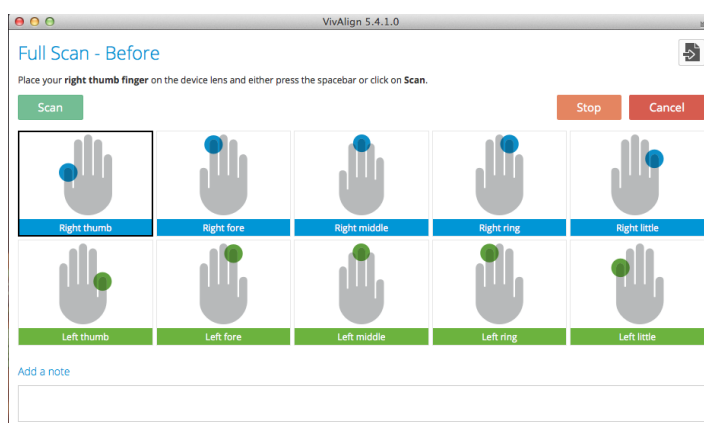 VivAlign 5.4.1.0
Full Scan - Before
Place your right thumb finger on the device lens and either press the spacebar or click on Scan.
Scan Stop Cancel
Right thumb Right fore Right middle Right ring Right little
Left thumb Left fore Left middle Left ring Left little
Add a note